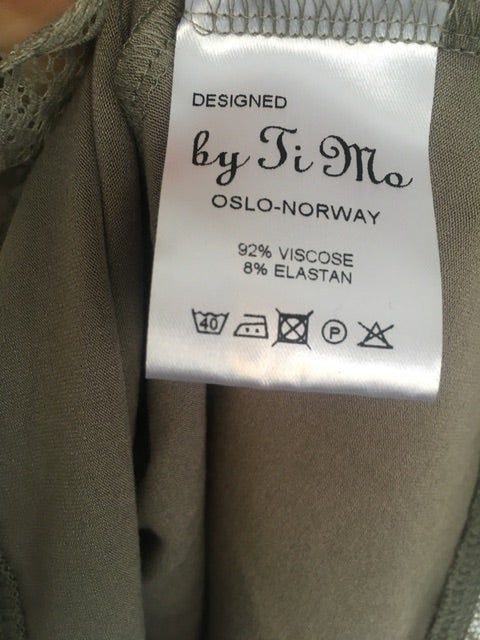 DESIGNED
by Ti Mo
OSLO-NORWAY
92% VISCOSE
8% ELASTAN
40 P